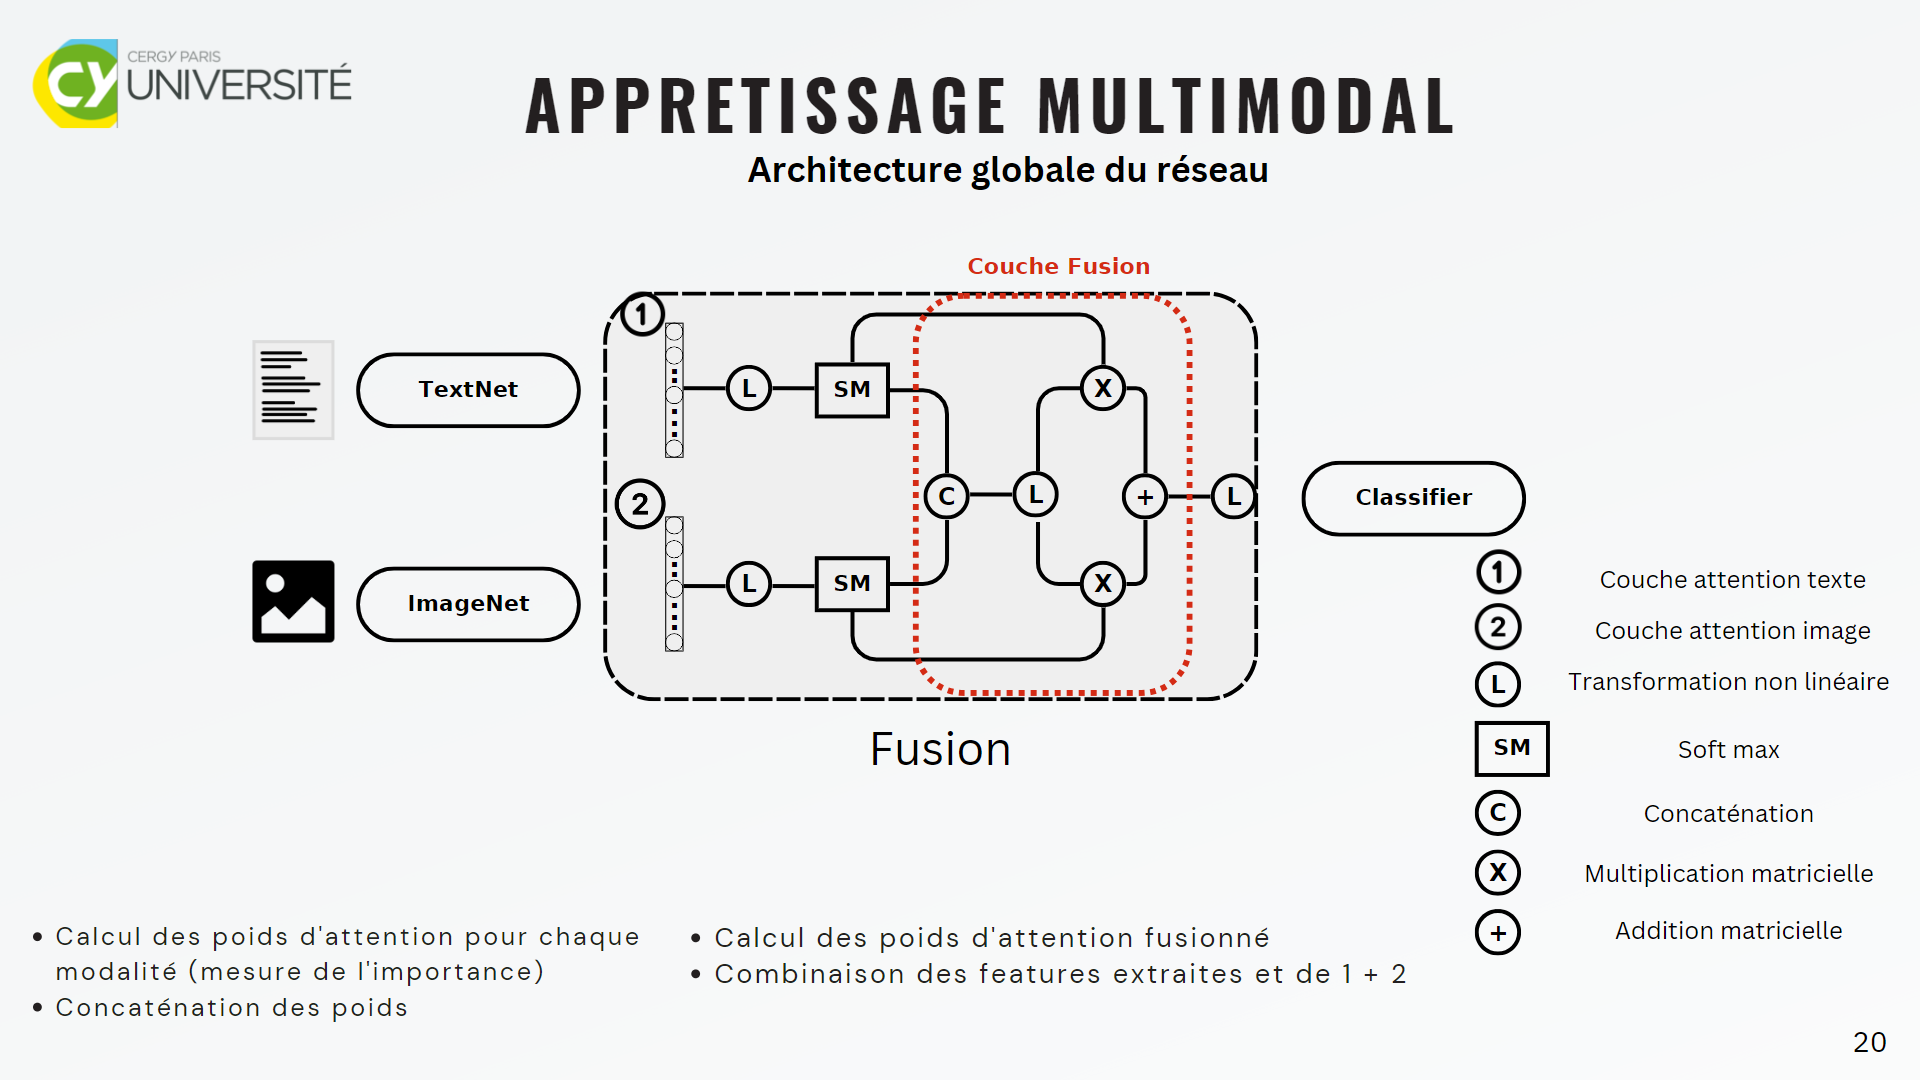 CY
CERGY PARIS
UNIVERSITÉ
APPRETISSAGE MULTIMODAL
Architecture globale du réseau
Couche Fusion
1
TextNet
L
SM
X
2
C
L
+
L
Classifier
ImageNet
L
SM
X
Fusion
1 Couche attention texte
2 Couche attention image
L Transformation non linéaire
SM Soft max
C Concaténation
X Multiplication matricielle
+ Addition matricielle
• Calcul des poids d'attention pour chaque
modalité (mesure de l'importance)
• Concaténation des poids
• Calcul des poids d'attention fusionné
• Combinaison des features extraites et de 1 + 2
20